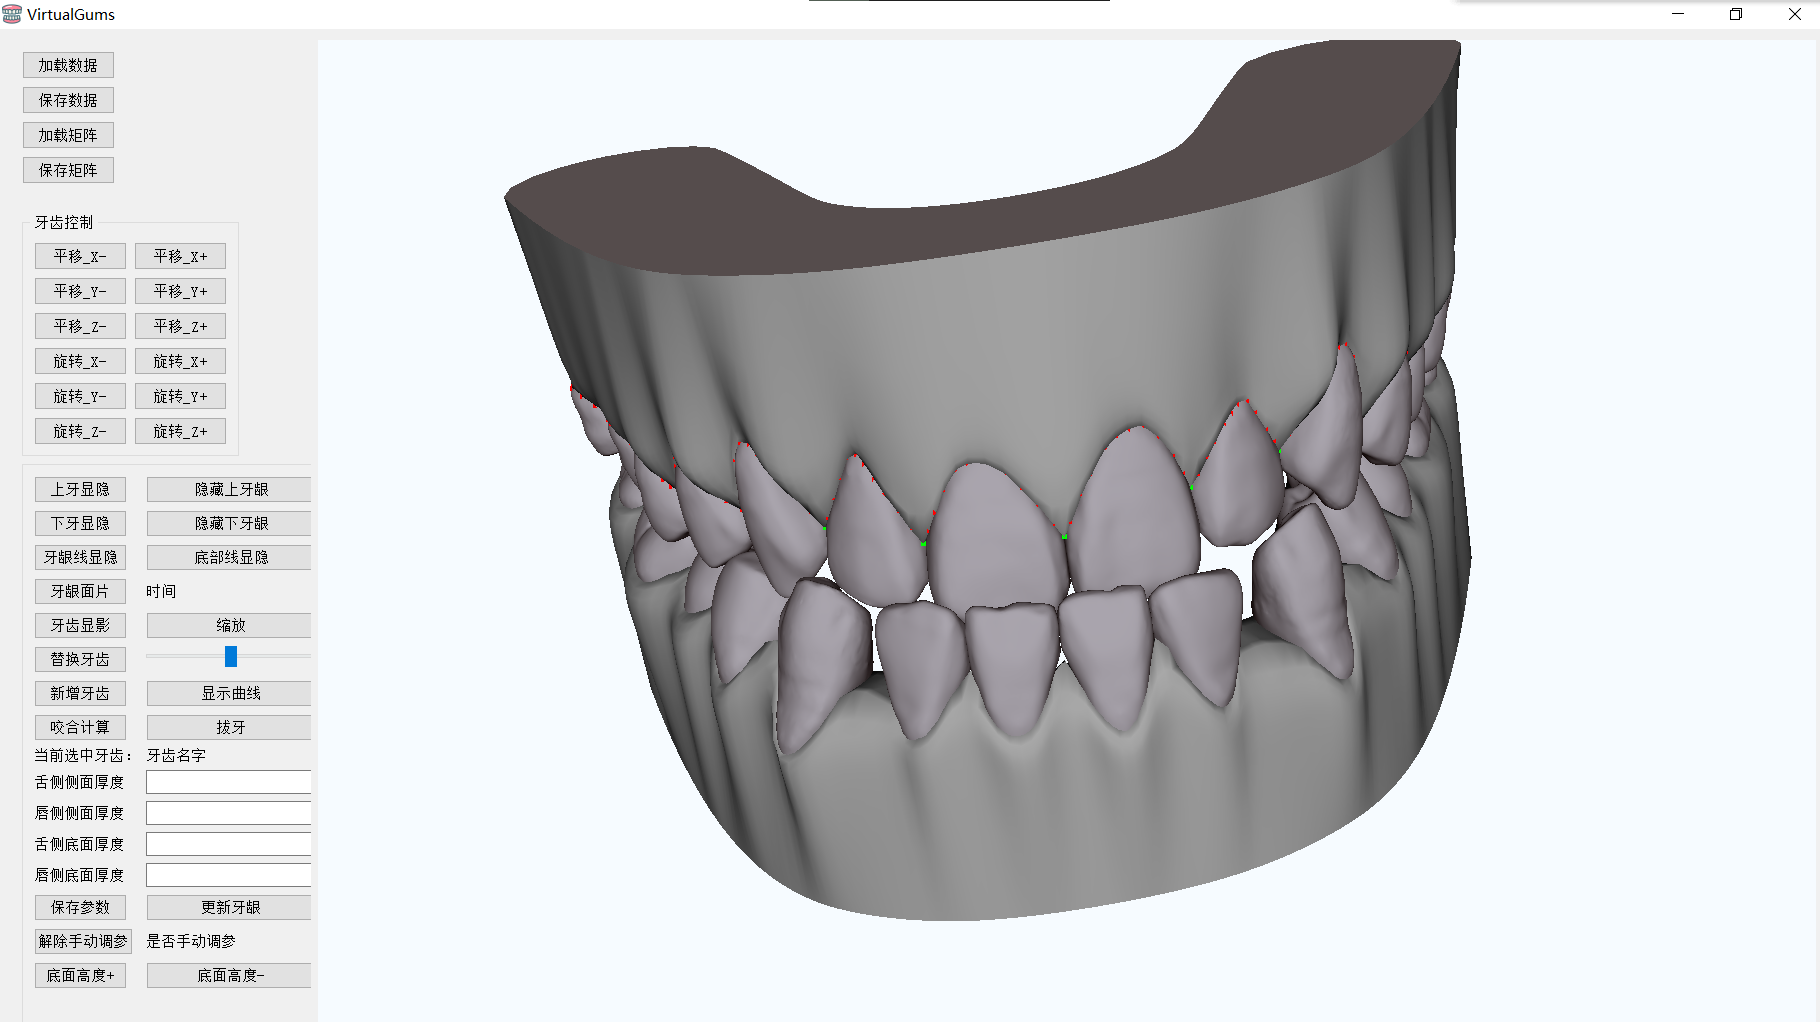 VirtualGums
加载数据
保存数据
加载矩阵
保存矩阵
牙齿控制
平移_X- 平移_X+
平移_Y- 平移_Y+
平移_Z- 平移_Z+
旋转_X- 旋转_X+
旋转_Y- 旋转_Y+
旋转_Z- 旋转_Z+
上牙显隐 隐藏上牙龈
下牙显隐 隐藏下牙龈
牙龈线显隐 底部线显隐
牙龈面片 时间
牙齿显影 缩放
替换牙齿
新增牙齿 显示曲线
咬合计算 拔牙
当前选中牙齿: 牙齿名字
舌侧侧面厚度
唇侧侧面厚度
舌侧底面厚度
唇侧底面厚度
保存参数 更新牙龈
解除手动调参 是否手动调参
底面高度+ 底面高度-